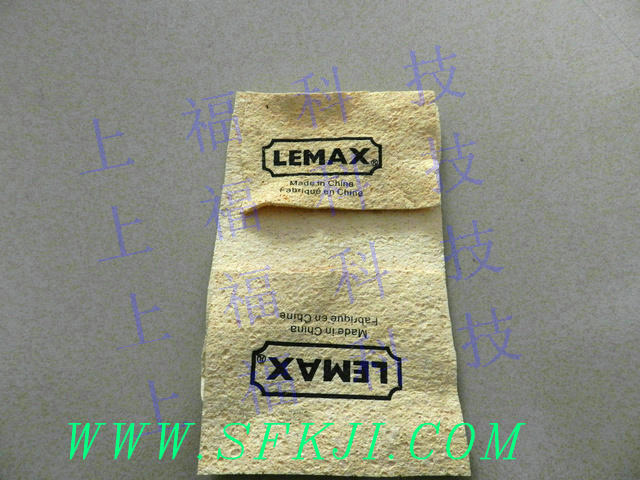 上福科技
LEMAX®
Made in China
Fabriqué en Chine
上福科技
上福科技
Fabriqué en Chine
Made in China
LEMAX®
上福科技
WWW.SFKJI.COM